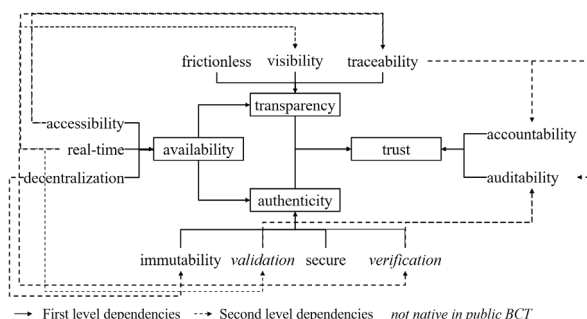 frictionless visibility traceability
transparency
accessibility
accountability
real-time availability trust
decentralization auditability
authenticity
immutability validation secure verification
First level dependencies Second level dependencies not native in public BCT